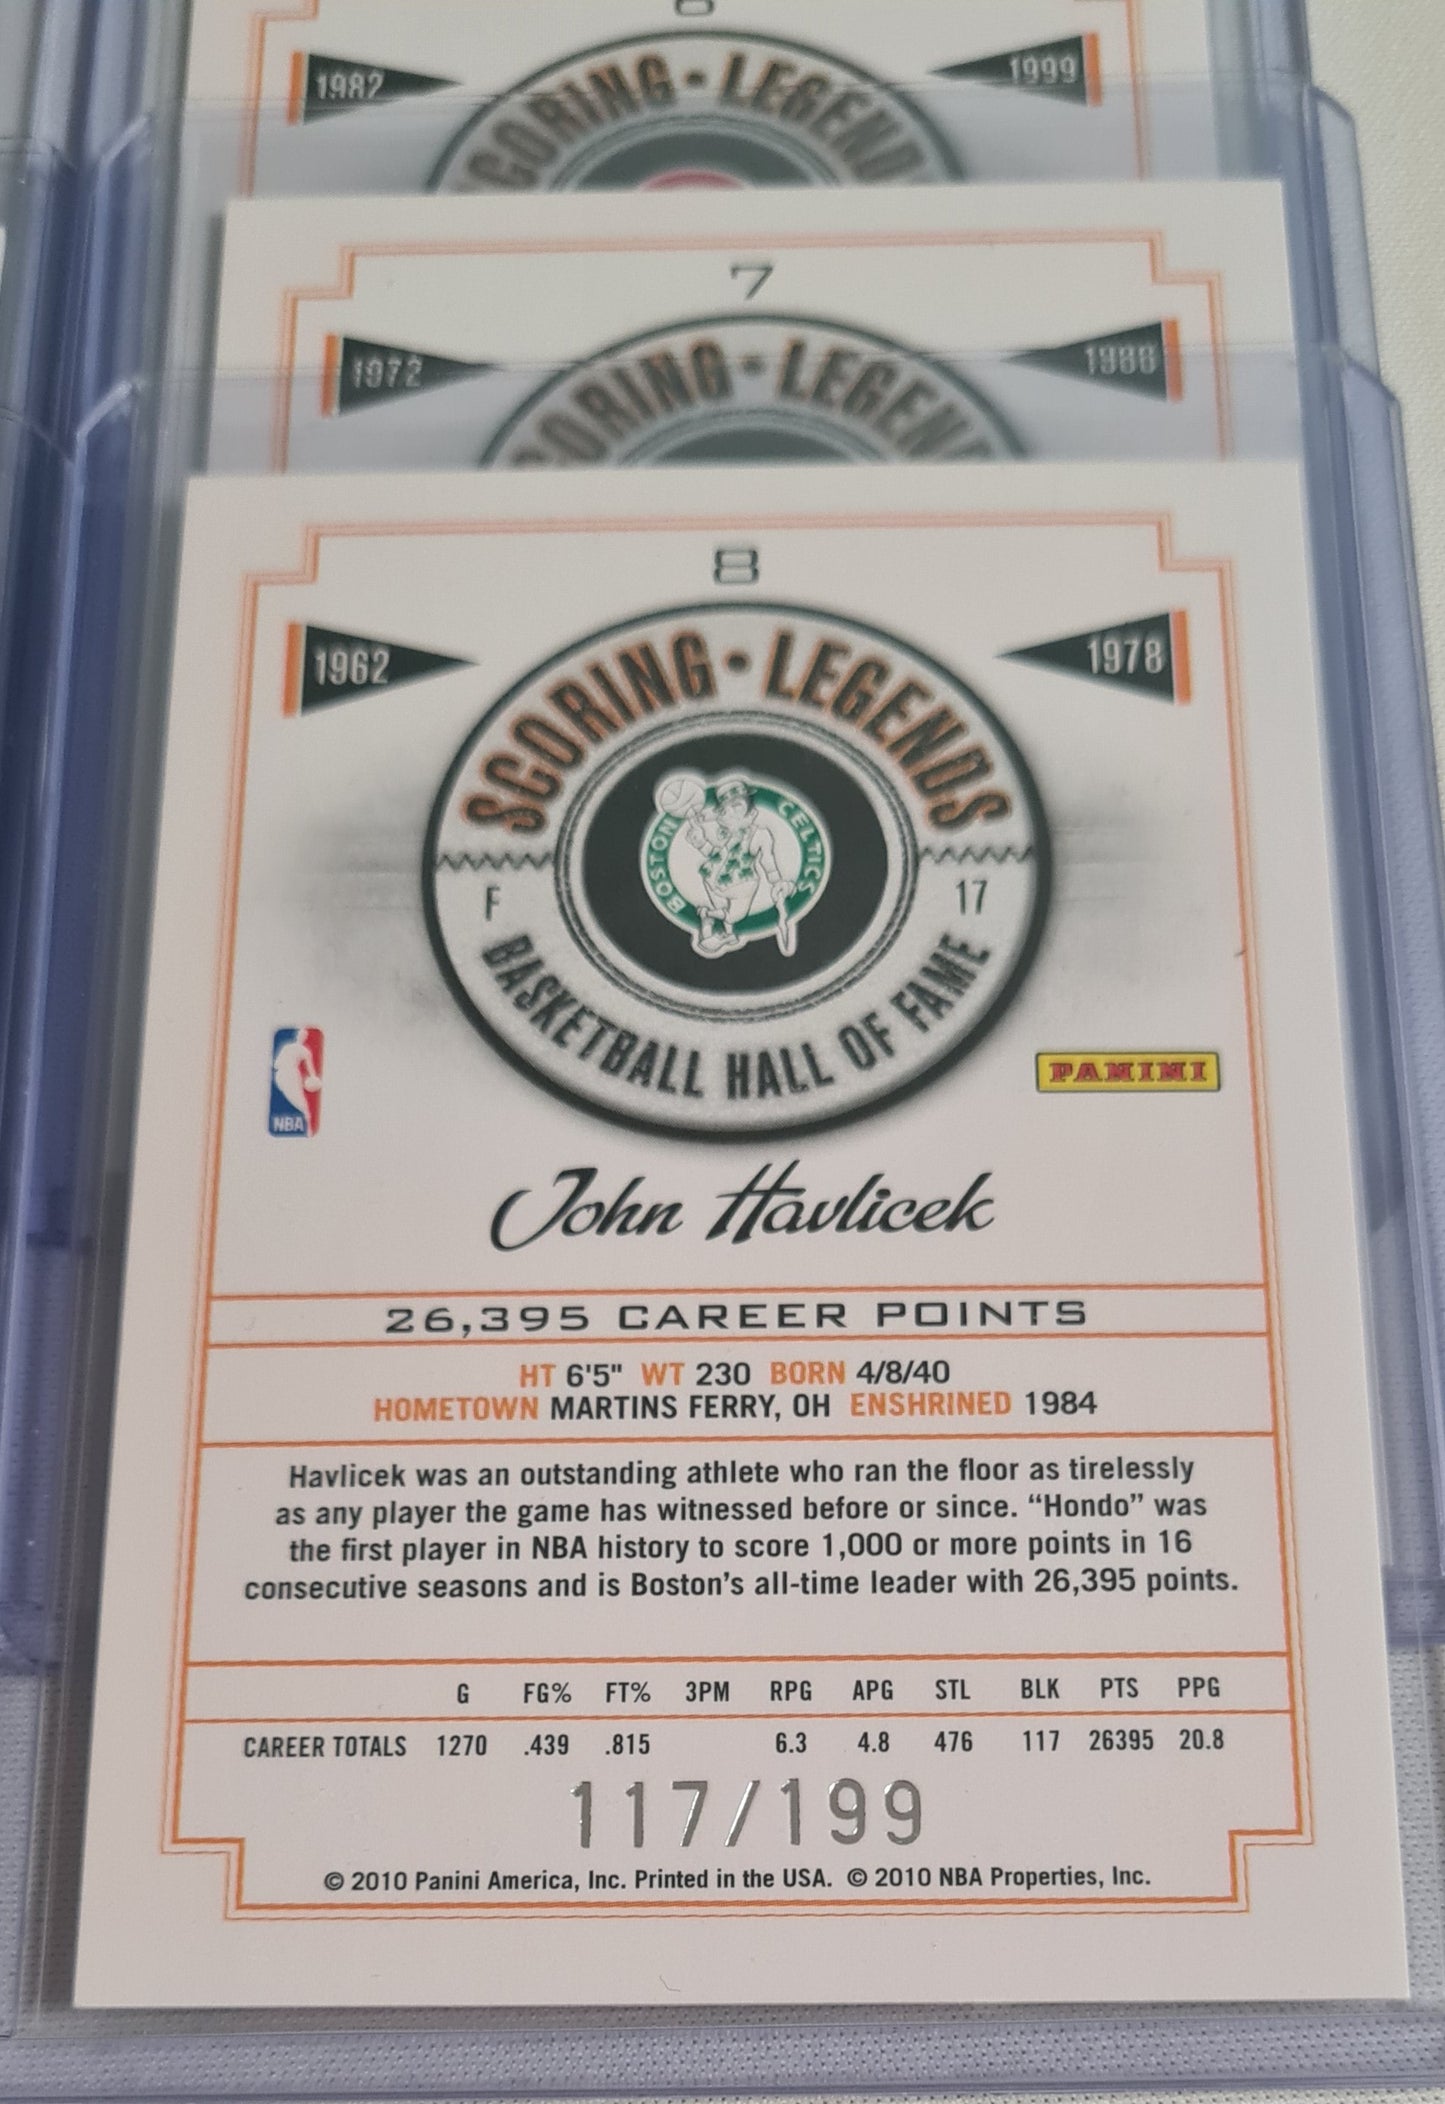 1982
SCORING • LEGENDS
1999
7
1972
SCORING • LEGENDS
1988
8
1962
SCORING • LEGENDS
1978
BOSTON CELTICS
F
17
BASKETBALL HALL OF FAME
NBA
PANINI
John Havlicek
26,395 CAREER POINTS
HT 6'5" WT 230 BORN 4/8/40
HOMETOWN MARTINS FERRY, OH ENSHRINED 1984
Havlicek was an outstanding athlete who ran the floor as tirelessly
as any player the game has witnessed before or since. “Hondo” was
the first player in NBA history to score 1,000 or more points in 16
consecutive seasons and is Boston’s all-time leader with 26,395 points.
G FG% FT% 3PM RPG APG STL BLK PTS PPG
CAREER TOTALS 1270 .439 .815 6.3 4.8 476 117 26395 20.8
117/199
© 2010 Panini America, Inc. Printed in the USA. © 2010 NBA Properties, Inc.